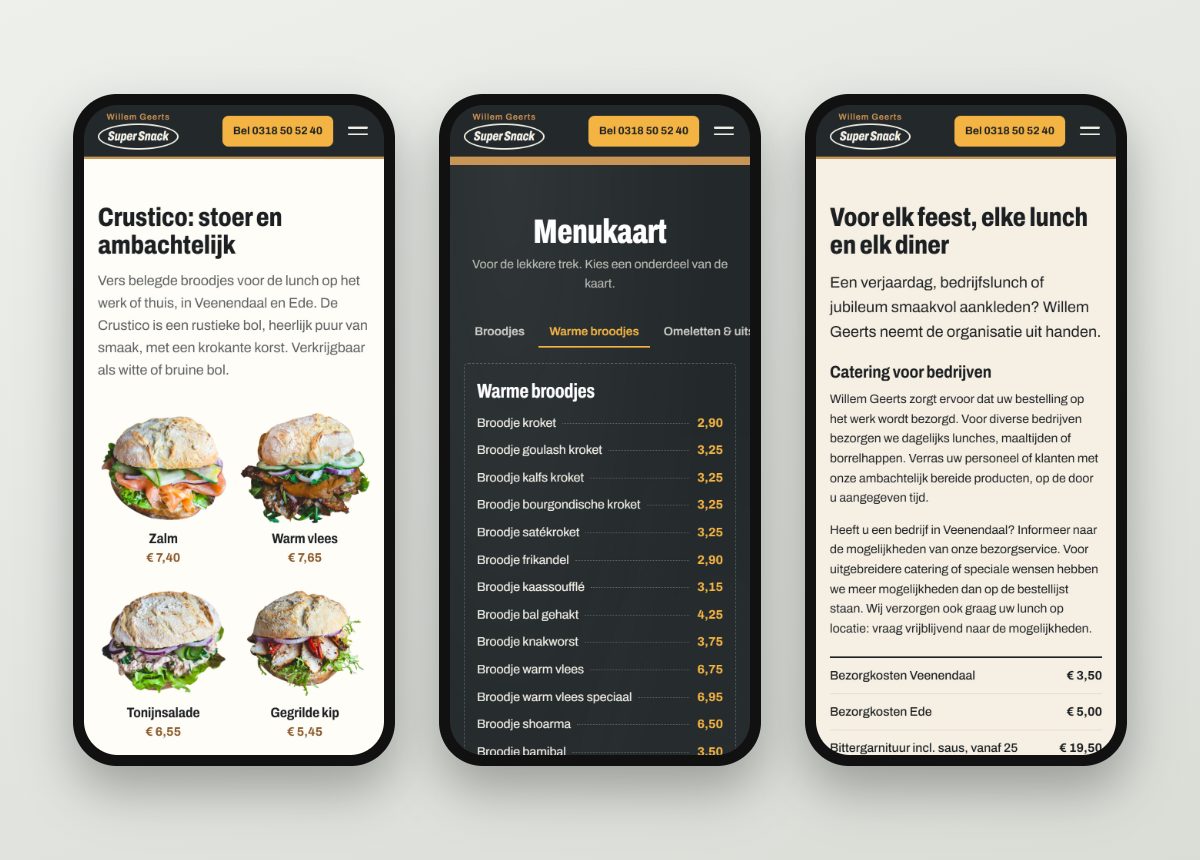 Willem Geerts
Super Snack
Bel 0318 50 52 40
Crustico: stoer en
ambachtelijk
Vers belegde broodjes voor de lunch op het
werk of thuis, in Veenendaal en Ede. De
Crustico is een rustieke bol, heerlijk puur van
smaak, met een krokante korst. Verkrijgbaar
als witte of bruine bol.
Zalm
€ 7,40
Warm vlees
€ 7,65
Tonijnsalade
€ 6,55
Gegrilde kip
€ 5,45
Willem Geerts
Super Snack
Bel 0318 50 52 40
Menukaart
Voor de lekkere trek. Kies een onderdeel van de
kaart.
Broodjes Warme broodjes Omeletten & uits
Warme broodjes
Broodje kroket 2,90
Broodje goulash kroket 3,25
Broodje kalfs kroket 3,25
Broodje bourgondische kroket 3,25
Broodje satékroket 3,25
Broodje frikandel 2,90
Broodje kaassoufflé 3,15
Broodje bal gehakt 4,25
Broodje knakworst 3,75
Broodje warm vlees 6,75
Broodje warm vlees speciaal 6,95
Broodje shoarma 6,50
Broodje bamibal 3,50
Willem Geerts
Super Snack
Bel 0318 50 52 40
Voor elk feest, elke lunch
en elk diner
Een verjaardag, bedrijfslunch of
jubileum smaakvol aankleden? Willem
Geerts neemt de organisatie uit handen.
Catering voor bedrijven
Willem Geerts zorgt ervoor dat uw bestelling op
het werk wordt bezorgd. Voor diverse bedrijven
bezorgen we dagelijks lunches, maaltijden of
borrelhappen. Verras uw personeel of klanten met
onze ambachtelijk bereide producten, op de door
u aangegeven tijd.
Heeft u een bedrijf in Veenendaal? Informeer naar
de mogelijkheden van onze bezorgservice. Voor
uitgebreidere catering of speciale wensen hebben
we meer mogelijkheden dan op de bestellijst
staan. Wij verzorgen ook graag uw lunch op
locatie: vraag vrijblijvend naar de mogelijkheden.
Bezorgkosten Veenendaal € 3,50
Bezorgkosten Ede € 5,00
Bittergarnituur incl. saus, vanaf 25 € 19,50